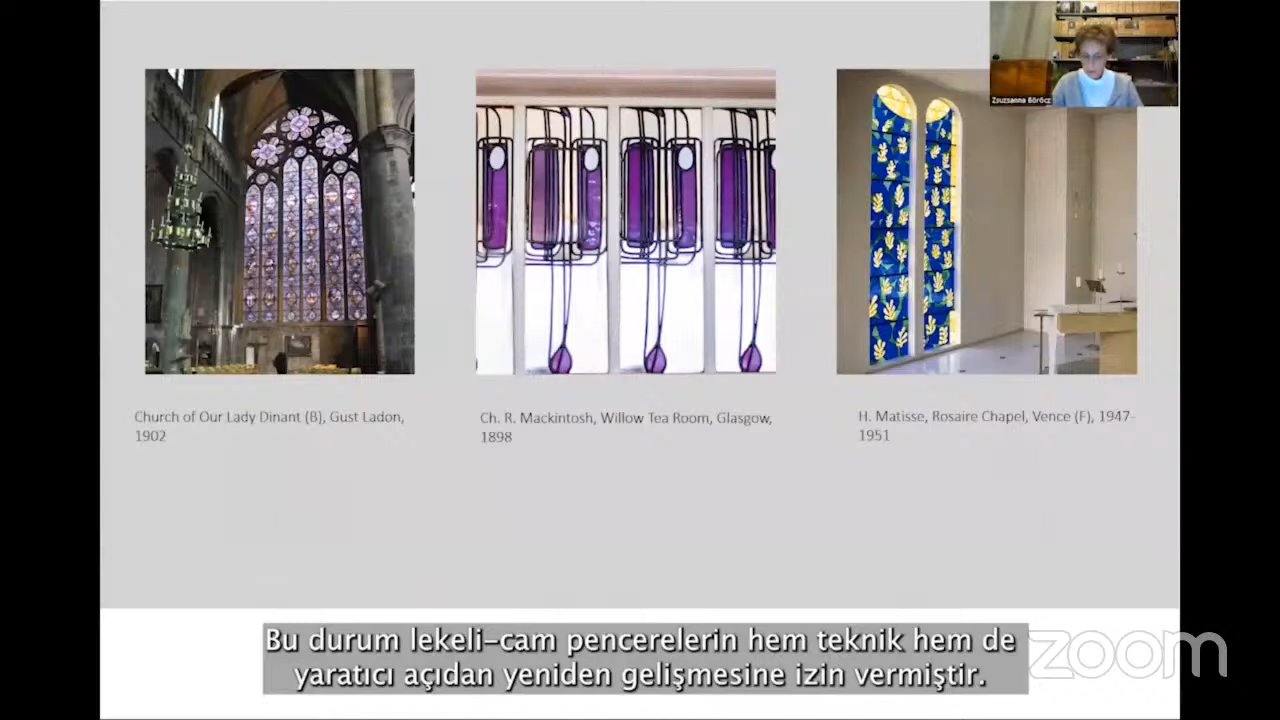 Zsuzsanna Böröcz
Church of Our Lady Dinant (B), Gust Ladon,
1902
Ch. R. Mackintosh, Willow Tea Room, Glasgow,
1898
H. Matisse, Rosaire Chapel, Vence (F), 1947-
1951
Bu durum lekeli-cam pencerelerin hem teknik hem de
yaratıcı açıdan yeniden gelişmesine izin vermiştir.
zoom